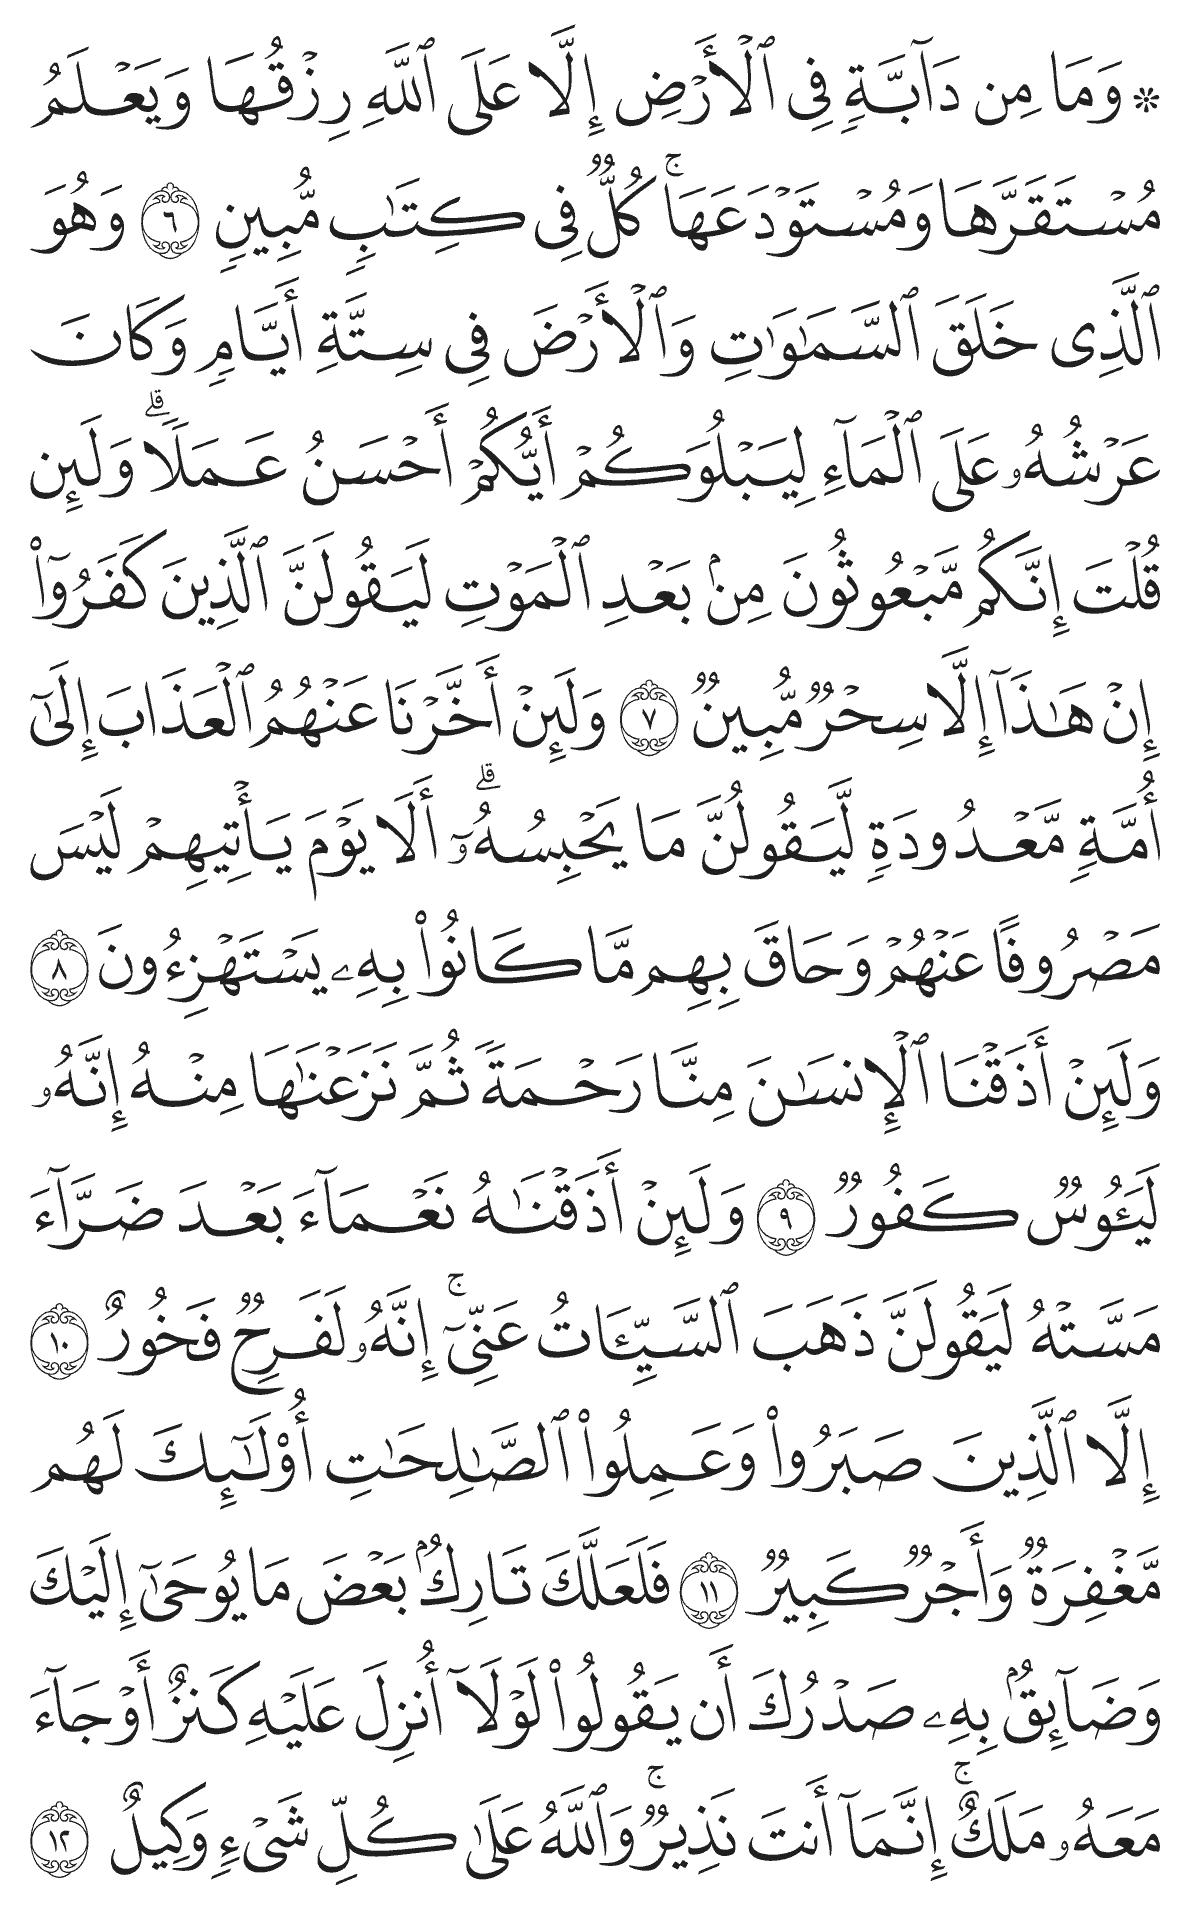 ۞ وَمَا مِن دَآبَّةٍ فِى ٱلْأَرْضِ إِلَّا عَلَى ٱللَّهِ رِزْقُهَا وَيَعْلَمُ
مُسْتَقَرَّهَا وَمُسْتَوْدَعَهَا ۚ كُلٌّ فِى كِتَٰبٍ مُّبِينٍ ٦ وَهُوَ
ٱلَّذِى خَلَقَ ٱلسَّمَٰوَٰتِ وَٱلْأَرْضَ فِى سِتَّةِ أَيَّامٍ وَكَانَ
عَرْشُهُۥ عَلَى ٱلْمَآءِ لِيَبْلُوَكُمْ أَيُّكُمْ أَحْسَنُ عَمَلًا ۗ وَلَئِن
قُلْتَ إِنَّكُم مَّبْعُوثُونَ مِنۢ بَعْدِ ٱلْمَوْتِ لَيَقُولَنَّ ٱلَّذِينَ كَفَرُوٓا۟
إِنْ هَٰذَآ إِلَّا سِحْرٌ مُّبِينٌ ٧ وَلَئِنْ أَخَّرْنَا عَنْهُمُ ٱلْعَذَابَ إِلَىٰٓ
أُمَّةٍ مَّعْدُودَةٍ لَّيَقُولُنَّ مَا يَحْبِسُهُۥٓ ۗ أَلَا يَوْمَ يَأْتِيهِمْ لَيْسَ
مَصْرُوفًا عَنْهُمْ وَحَاقَ بِهِم مَّا كَانُوا۟ بِهِۦ يَسْتَهْزِءُونَ ٨
وَلَئِنْ أَذَقْنَا ٱلْإِنسَٰنَ مِنَّا رَحْمَةً ثُمَّ نَزَعْنَٰهَا مِنْهُ إِنَّهُۥ
لَيَـُٔوسٌ كَفُورٌ ٩ وَلَئِنْ أَذَقْنَٰهُ نَعْمَآءَ بَعْدَ ضَرَّآءَ
مَسَّتْهُ لَيَقُولَنَّ ذَهَبَ ٱلسَّيِّـَٔاتُ عَنِّىٓ ۚ إِنَّهُۥ لَفَرِحٌ فَخُورٌ ١٠
إِلَّا ٱلَّذِينَ صَبَرُوا۟ وَعَمِلُوا۟ ٱلصَّٰلِحَٰتِ أُو۟لَٰٓئِكَ لَهُم
مَّغْفِرَةٌ وَأَجْرٌ كَبِيرٌ ١١ فَلَعَلَّكَ تَارِكٌۢ بَعْضَ مَا يُوحَىٰٓ إِلَيْكَ
وَضَآئِقٌۢ بِهِۦ صَدْرُكَ أَن يَقُولُوا۟ لَوْلَآ أُنزِلَ عَلَيْهِ كَنزٌ أَوْ جَآءَ
مَعَهُۥ مَلَكٌ ۚ إِنَّمَآ أَنتَ نَذِيرٌ ۚ وَٱللَّهُ عَلَىٰ كُلِّ شَىْءٍ وَكِيلٌ ١٢